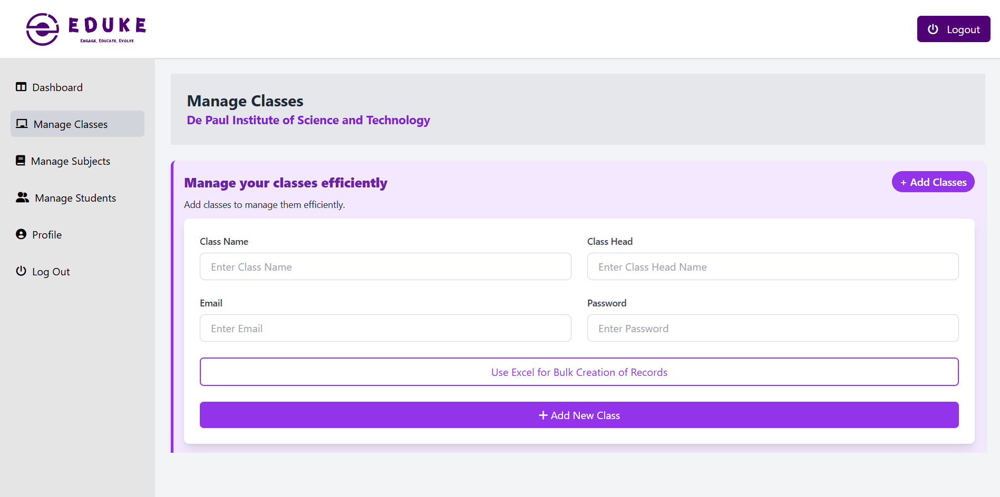 EDUKE
Engage, Educate, Evolve
Logout
Dashboard
Manage Classes
Manage Subjects
Manage Students
Profile
Log Out
Manage Classes
De Paul Institute of Science and Technology
Manage your classes efficiently
+ Add Classes
Add classes to manage them efficiently.
Class Name
Class Head
Enter Class Name
Enter Class Head Name
Email
Password
Enter Email
Enter Password
Use Excel for Bulk Creation of Records
+ Add New Class